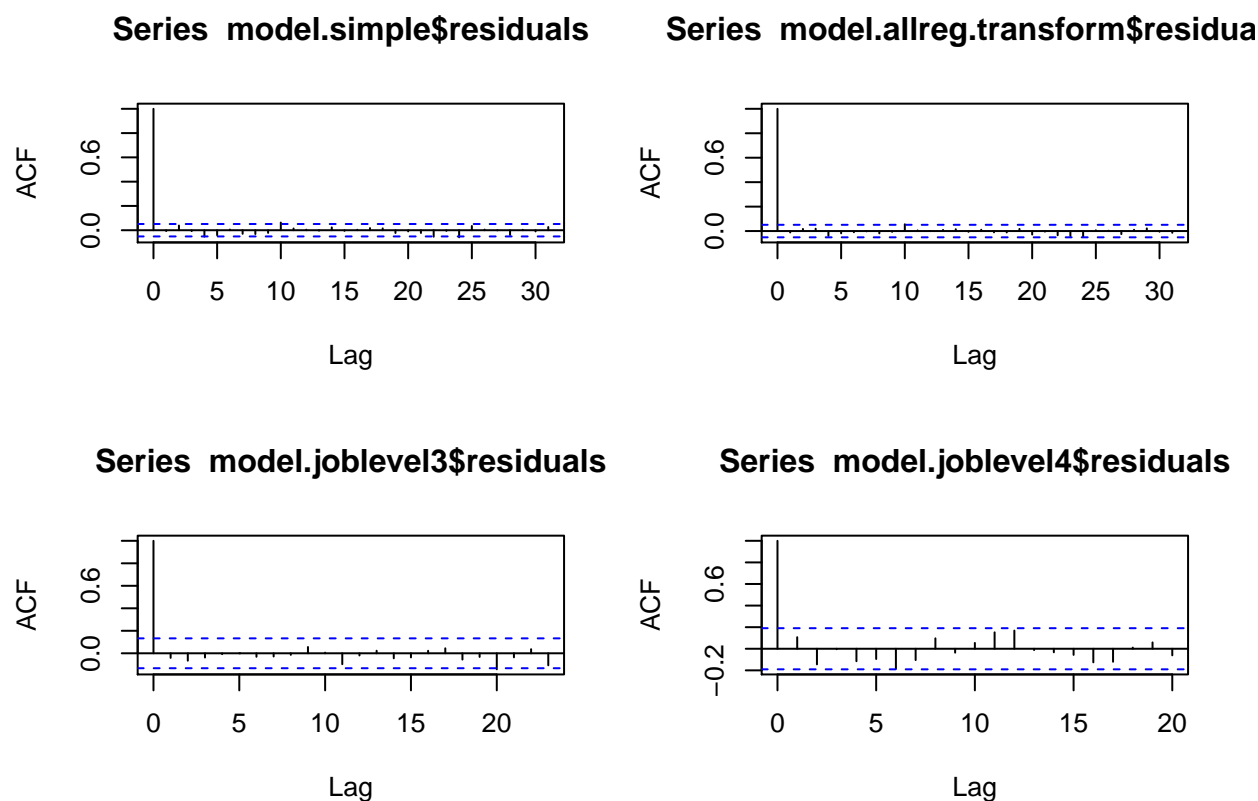 Series model.simple$residuals
ACF
0.0 0.6
0 5 10 15 20 25 30
Lag
Series model.allreg.transform$residua
ACF
0.0 0.6
0 5 10 15 20 25 30
Lag
Series model.joblevel3$residuals
ACF
0.0 0.6
0 5 10 15 20
Lag
Series model.joblevel4$residuals
ACF
−0.2 0.6
0 5 10 15 20
Lag